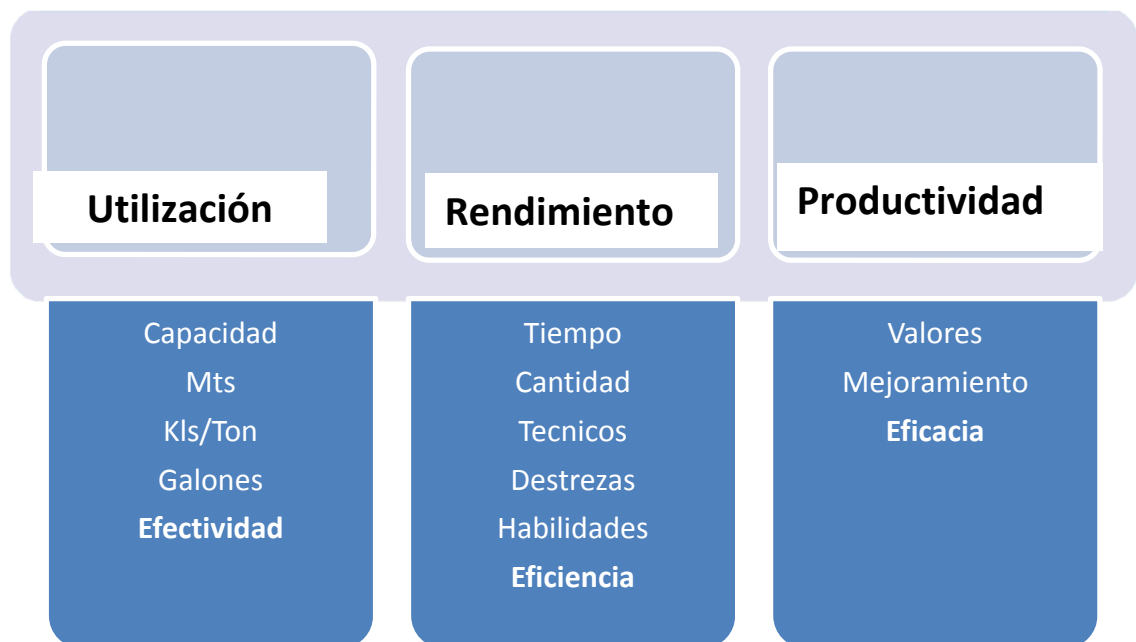 Utilización
Capacidad
Mts
Kls/Ton
Galones
Efectividad
Rendimiento
Tiempo
Cantidad
Tecnicos
Destrezas
Habilidades
Eficiencia
Productividad
Valores
Mejoramiento
Eficacia